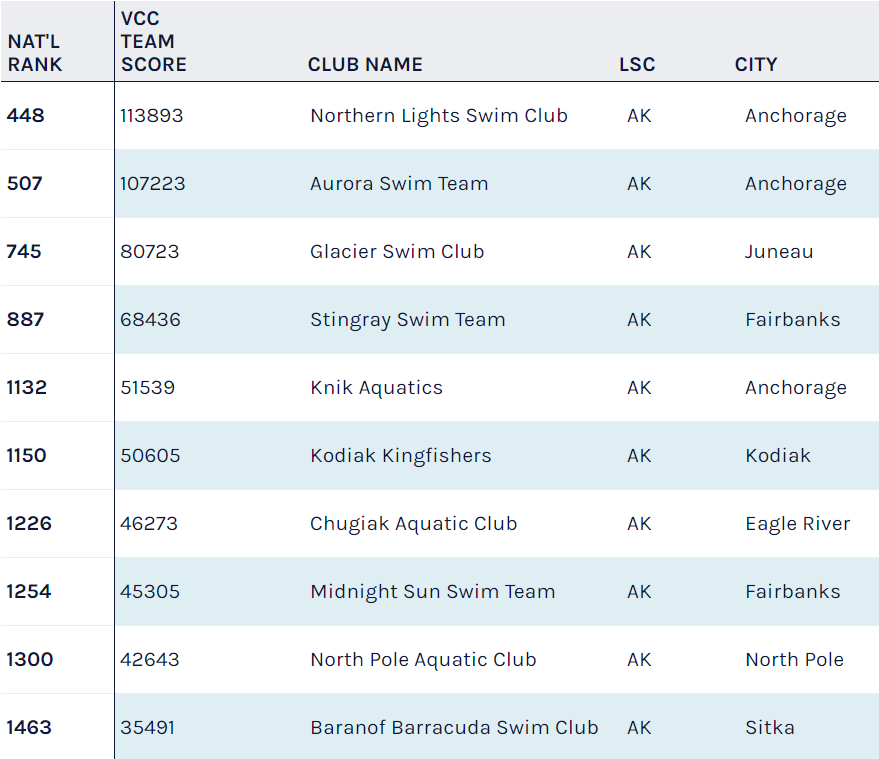 NAT'L RANK VCC TEAM SCORE CLUB NAME LSC CITY
448 113893 Northern Lights Swim Club AK Anchorage
507 107223 Aurora Swim Team AK Anchorage
745 80723 Glacier Swim Club AK Juneau
887 68436 Stingray Swim Team AK Fairbanks
1132 51539 Knik Aquatics AK Anchorage
1150 50605 Kodiak Kingfishers AK Kodiak
1226 46273 Chugiak Aquatic Club AK Eagle River
1254 45305 Midnight Sun Swim Team AK Fairbanks
1300 42643 North Pole Aquatic Club AK North Pole
1463 35491 Baranof Barracuda Swim Club AK Sitka